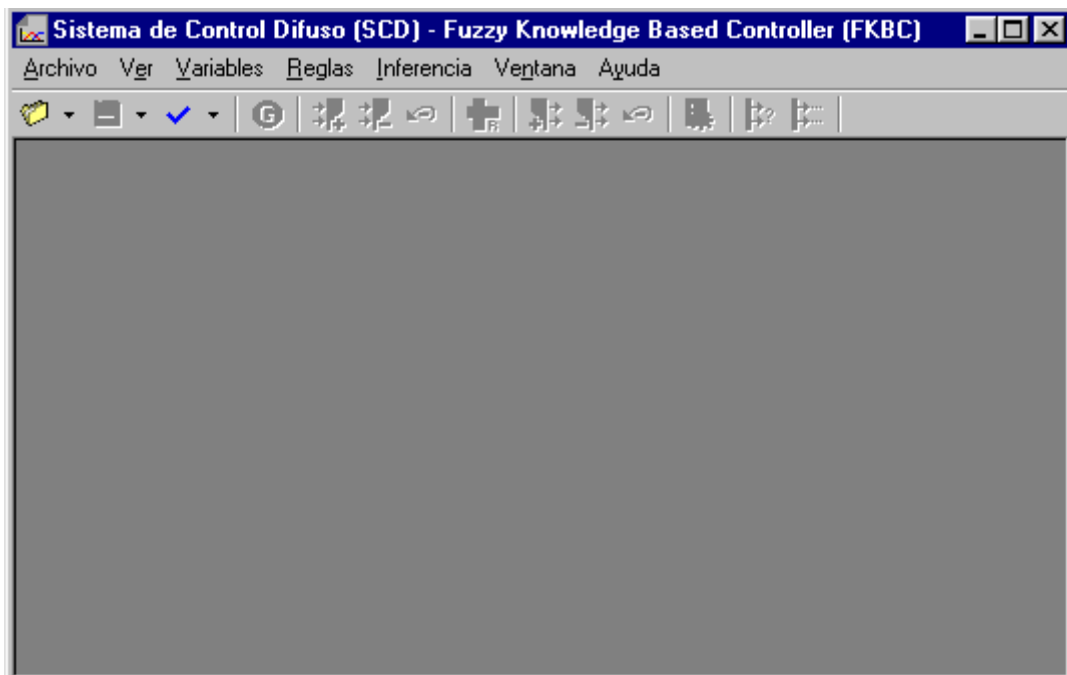 Sistema de Control Difuso (SCD) - Fuzzy Knowledge Based Controller (FKBC)
Archivo Ver Variables Reglas Inferencia Ventana Ayuda
G R ? ...